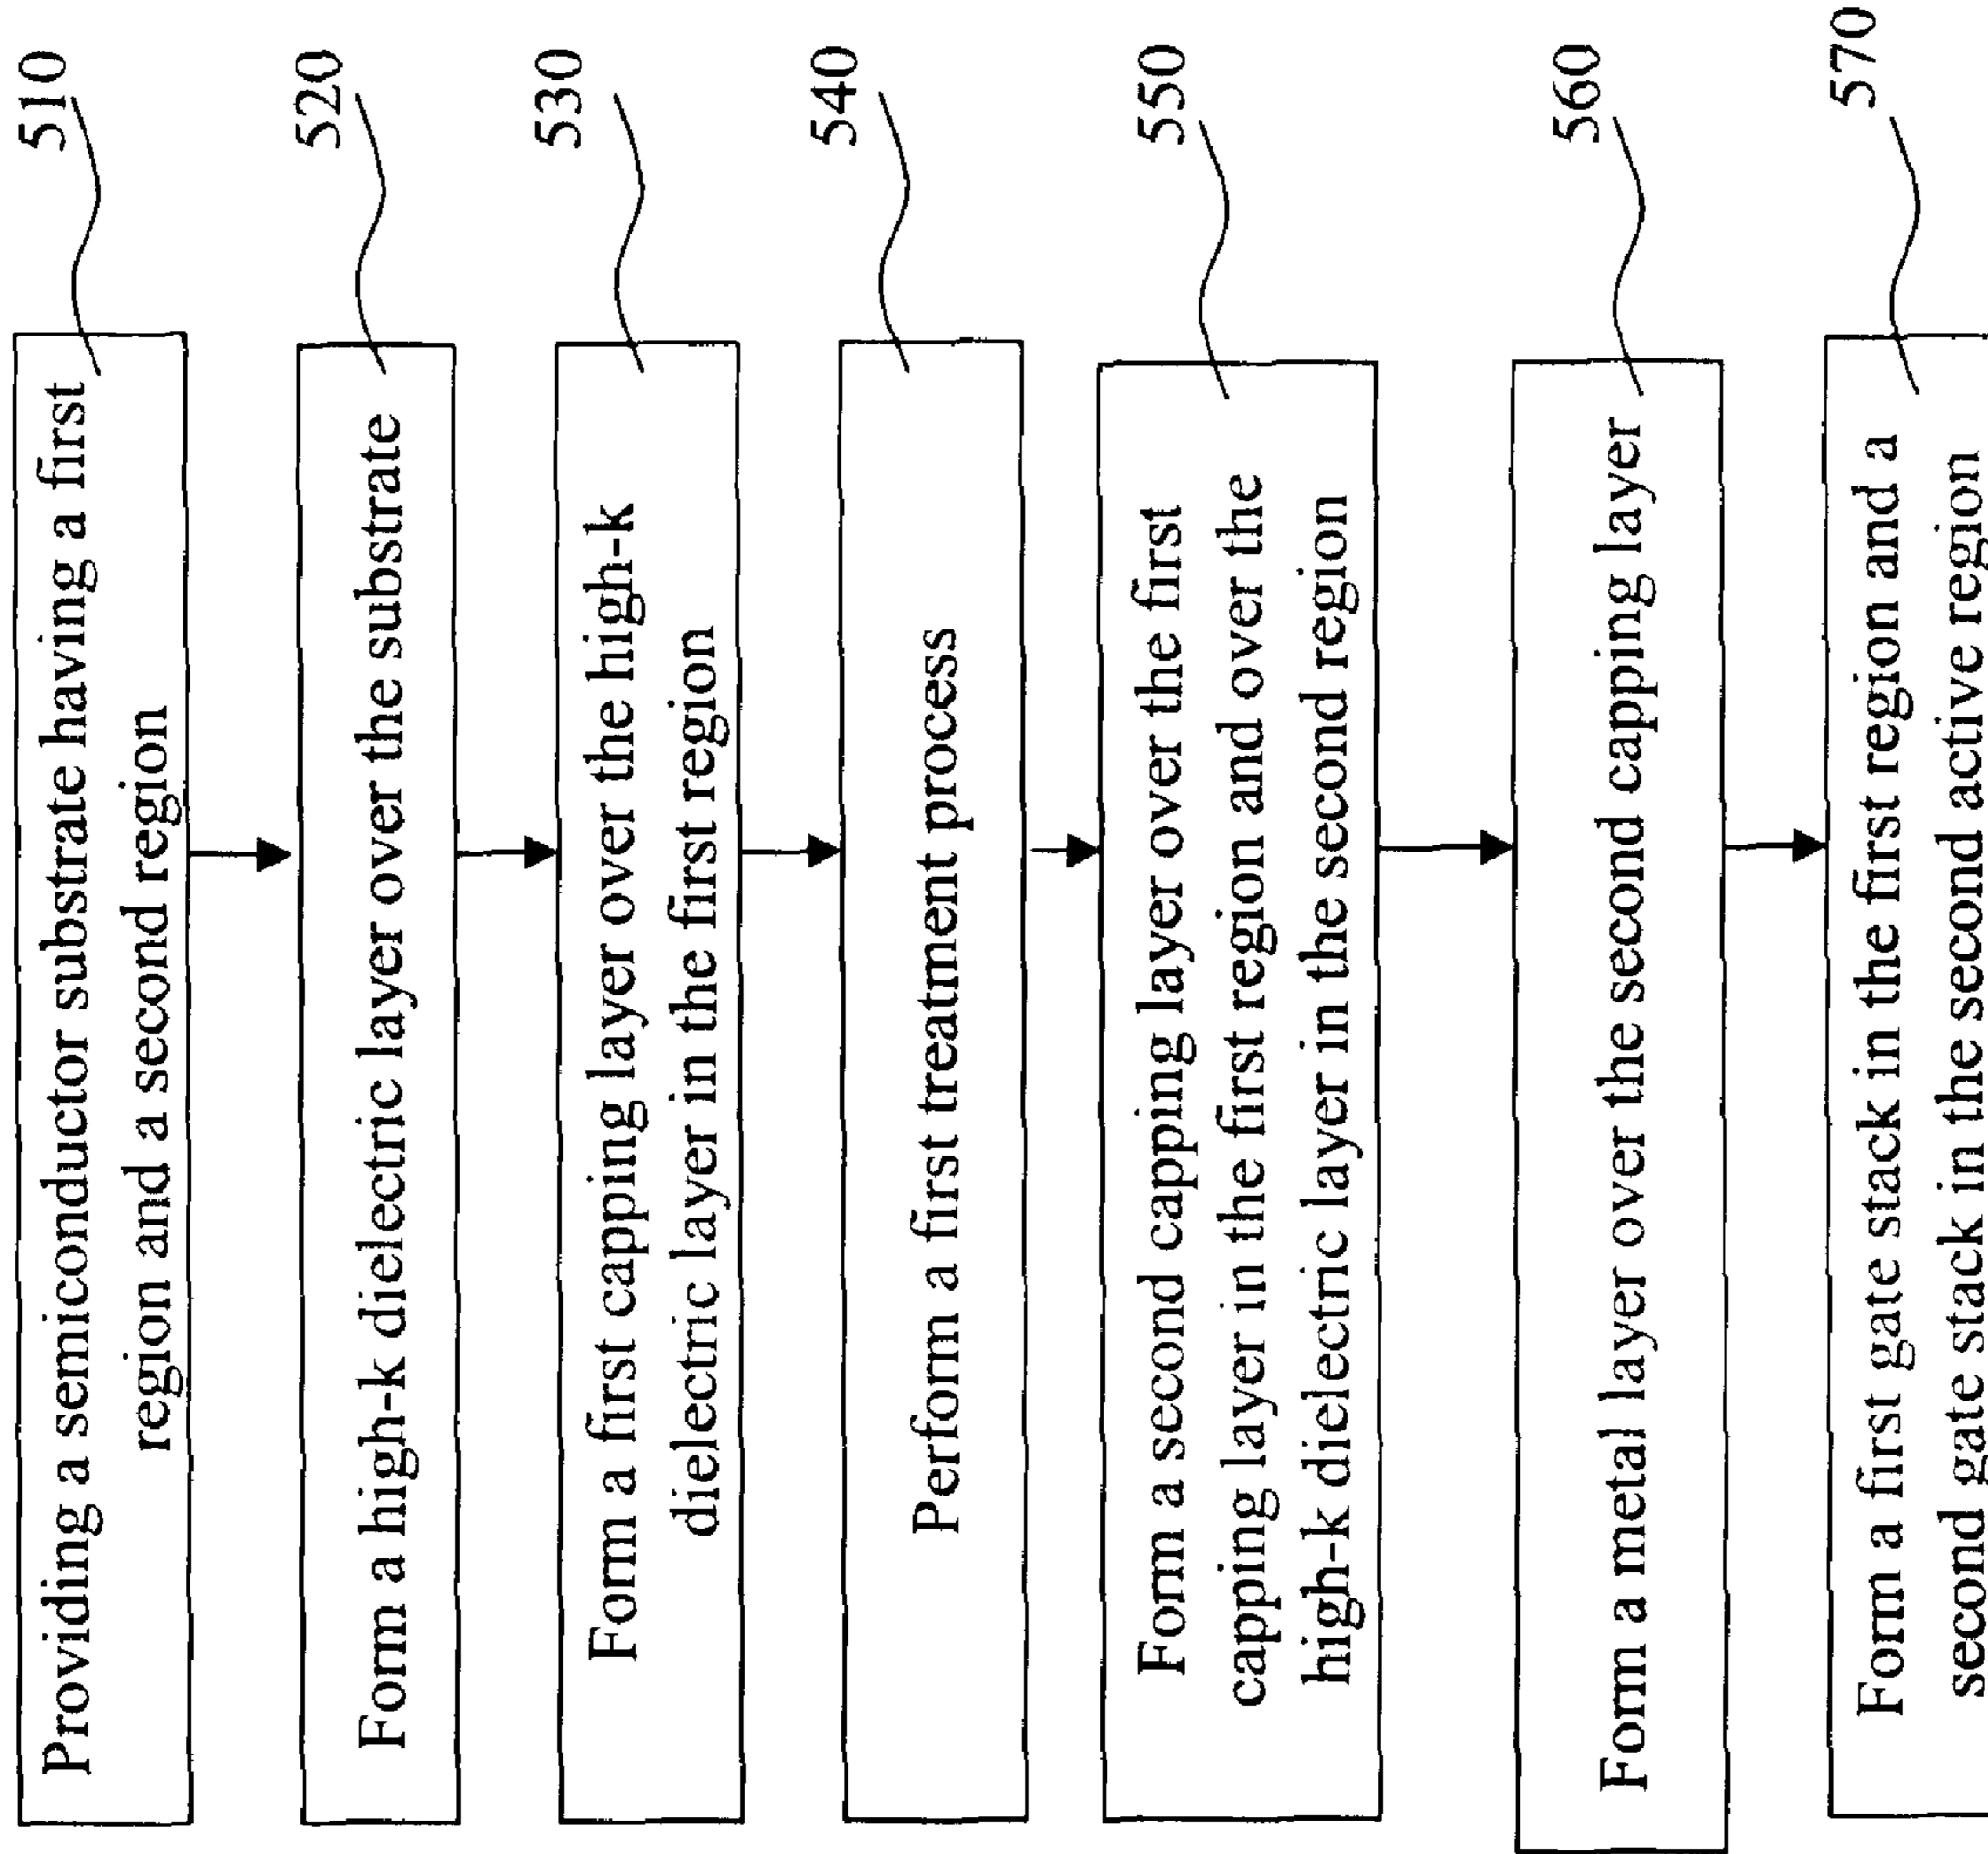 Providing a semiconductor substrate having a first
region and a second region
510
Form a high-k dielectric layer over the substrate
520
Form a first capping layer over the high-k
dielectric layer in the first region
530
Perform a first treatment process
540
Form a second capping layer over the first
capping layer in the first region and over the
high-k dielectric layer in the second region
550
Form a metal layer over the second capping layer
560
Form a first gate stack in the first region and a
second gate stack in the second active region
570